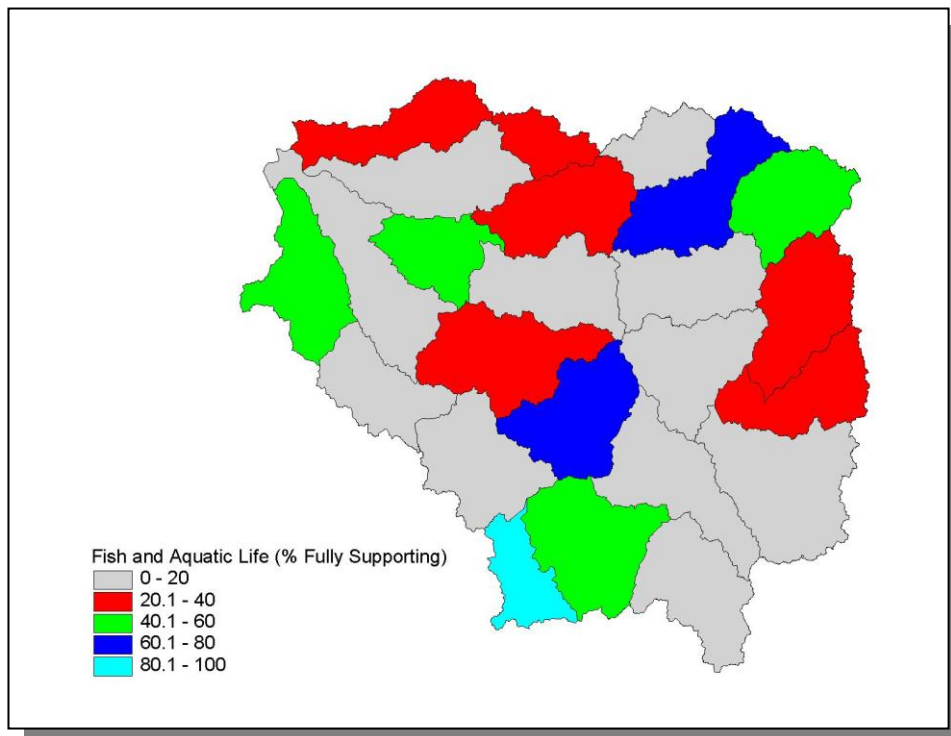 Fish and Aquatic Life (% Fully Supporting)
0 - 20
20.1 - 40
40.1 - 60
60.1 - 80
80.1 - 100